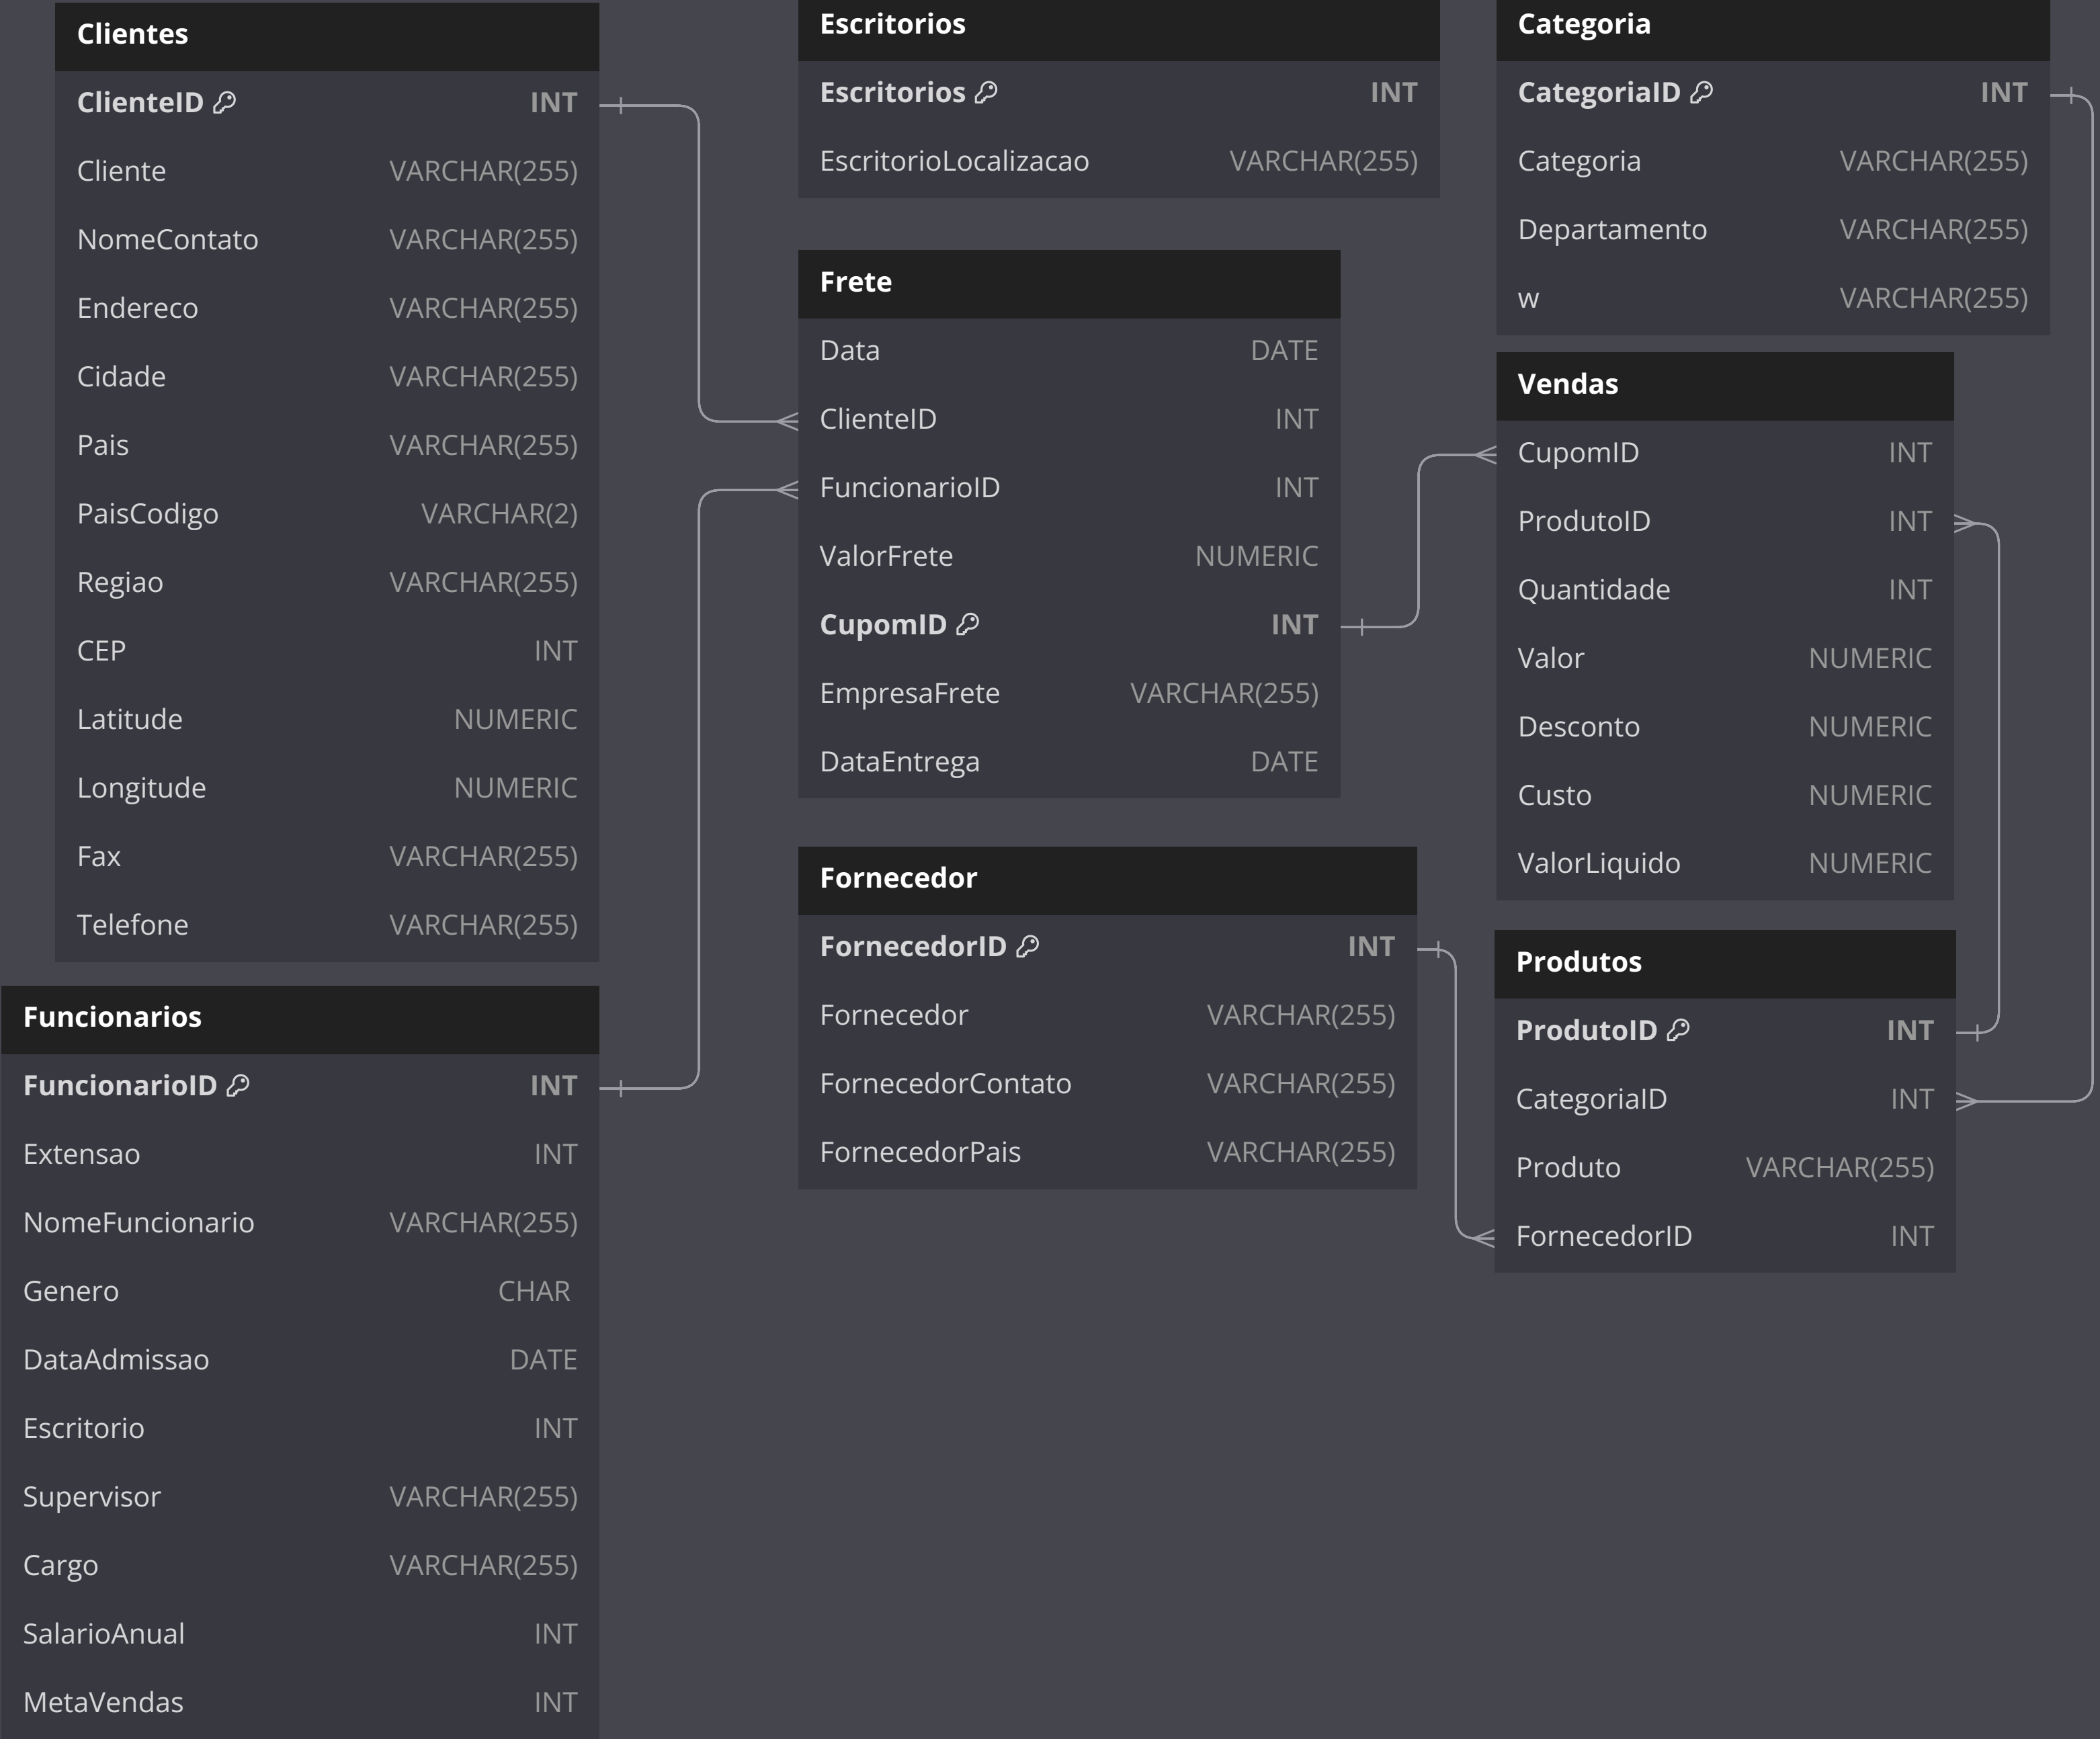 Clientes
ClienteID INT
Cliente VARCHAR(255)
NomeContato VARCHAR(255)
Endereco VARCHAR(255)
Cidade VARCHAR(255)
Pais VARCHAR(255)
PaisCodigo VARCHAR(2)
Regiao VARCHAR(255)
CEP INT
Latitude NUMERIC
Longitude NUMERIC
Fax VARCHAR(255)
Telefone VARCHAR(255)
Funcionarios
FuncionarioID INT
Extensao INT
NomeFuncionario VARCHAR(255)
Genero CHAR
DataAdmissao DATE
Escritorio INT
Supervisor VARCHAR(255)
Cargo VARCHAR(255)
SalarioAnual INT
MetaVendas INT
Escritorios
Escritorios INT
EscritorioLocalizacao VARCHAR(255)
Frete
Data DATE
ClienteID INT
FuncionarioID INT
ValorFrete NUMERIC
CupomID INT
EmpresaFrete VARCHAR(255)
DataEntrega DATE
Fornecedor
FornecedorID INT
Fornecedor VARCHAR(255)
FornecedorContato VARCHAR(255)
FornecedorPais VARCHAR(255)
Categoria
CategoriaID INT
Categoria VARCHAR(255)
Departamento VARCHAR(255)
w VARCHAR(255)
Vendas
CupomID INT
ProdutoID INT
Quantidade INT
Valor NUMERIC
Desconto NUMERIC
Custo NUMERIC
ValorLiquido NUMERIC
Produtos
ProdutoID INT
CategoriaID INT
Produto VARCHAR(255)
FornecedorID INT